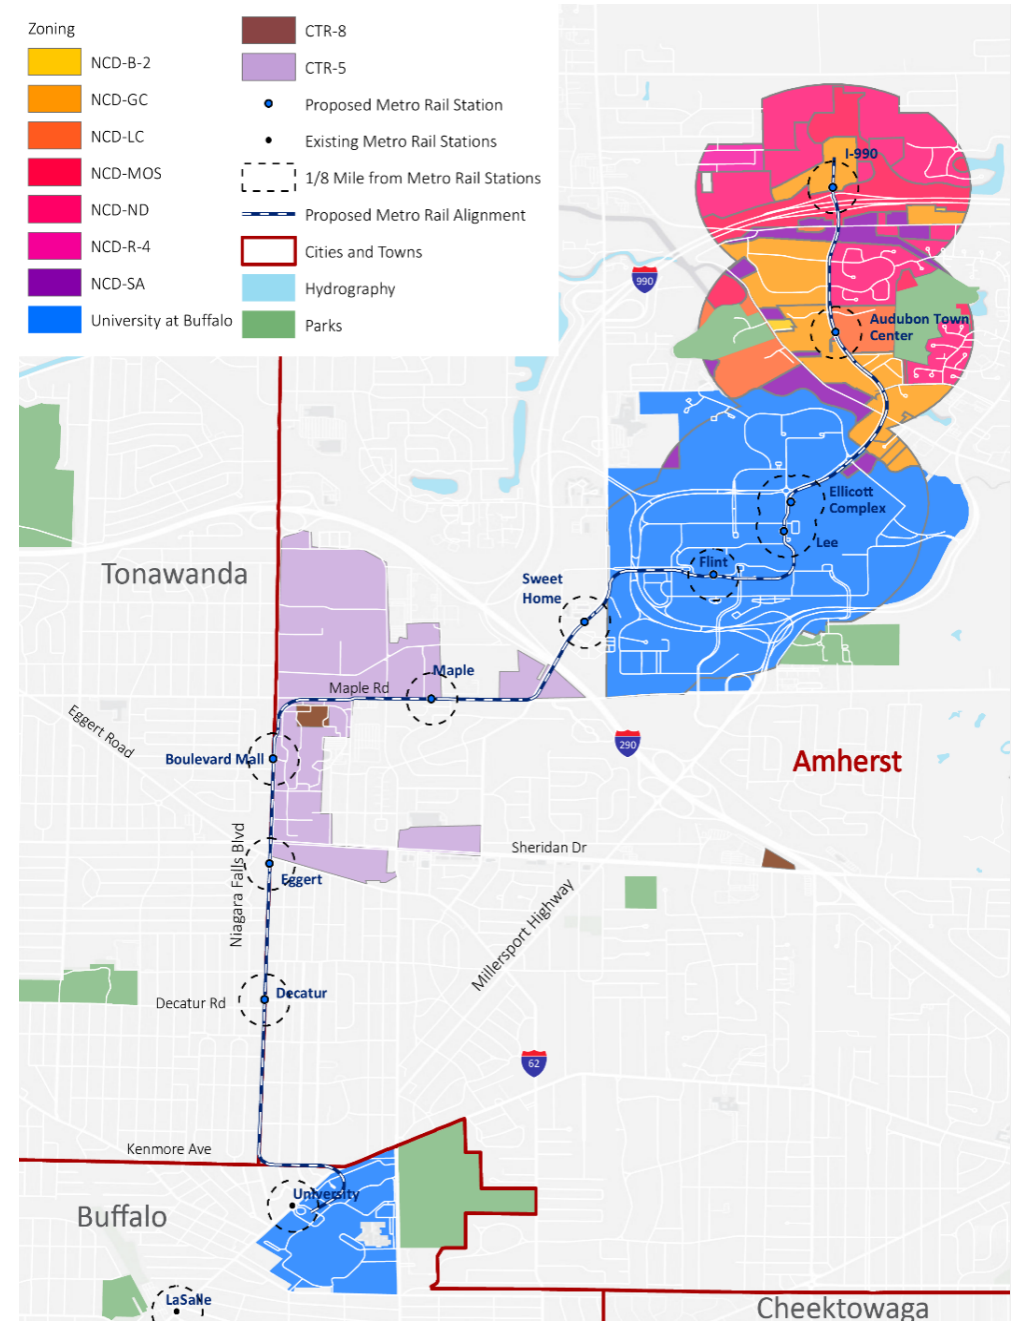 Zoning
NCD-B-2
NCD-GC
NCD-LC
NCD-MOS
NCD-ND
NCD-R-4
NCD-SA
University at Buffalo
CTR-8
CTR-5
Proposed Metro Rail Station
Existing Metro Rail Stations
1/8 Mile from Metro Rail Stations
Proposed Metro Rail Alignment
Cities and Towns
Hydrography
Parks
I-990
990
Audubon Town
Center
Ellicott
Complex
Lee
Flint
Sweet
Home
Tonawanda
Maple
Maple Rd
Eggert Road
Boulevard Mall
290
Amherst
Niagara Falls Blvd
Sheridan Dr
Eggert
Millersport Highway
Decatur
Decatur Rd
62
Kenmore Ave
University
Buffalo
LaSalle
Cheektowaga